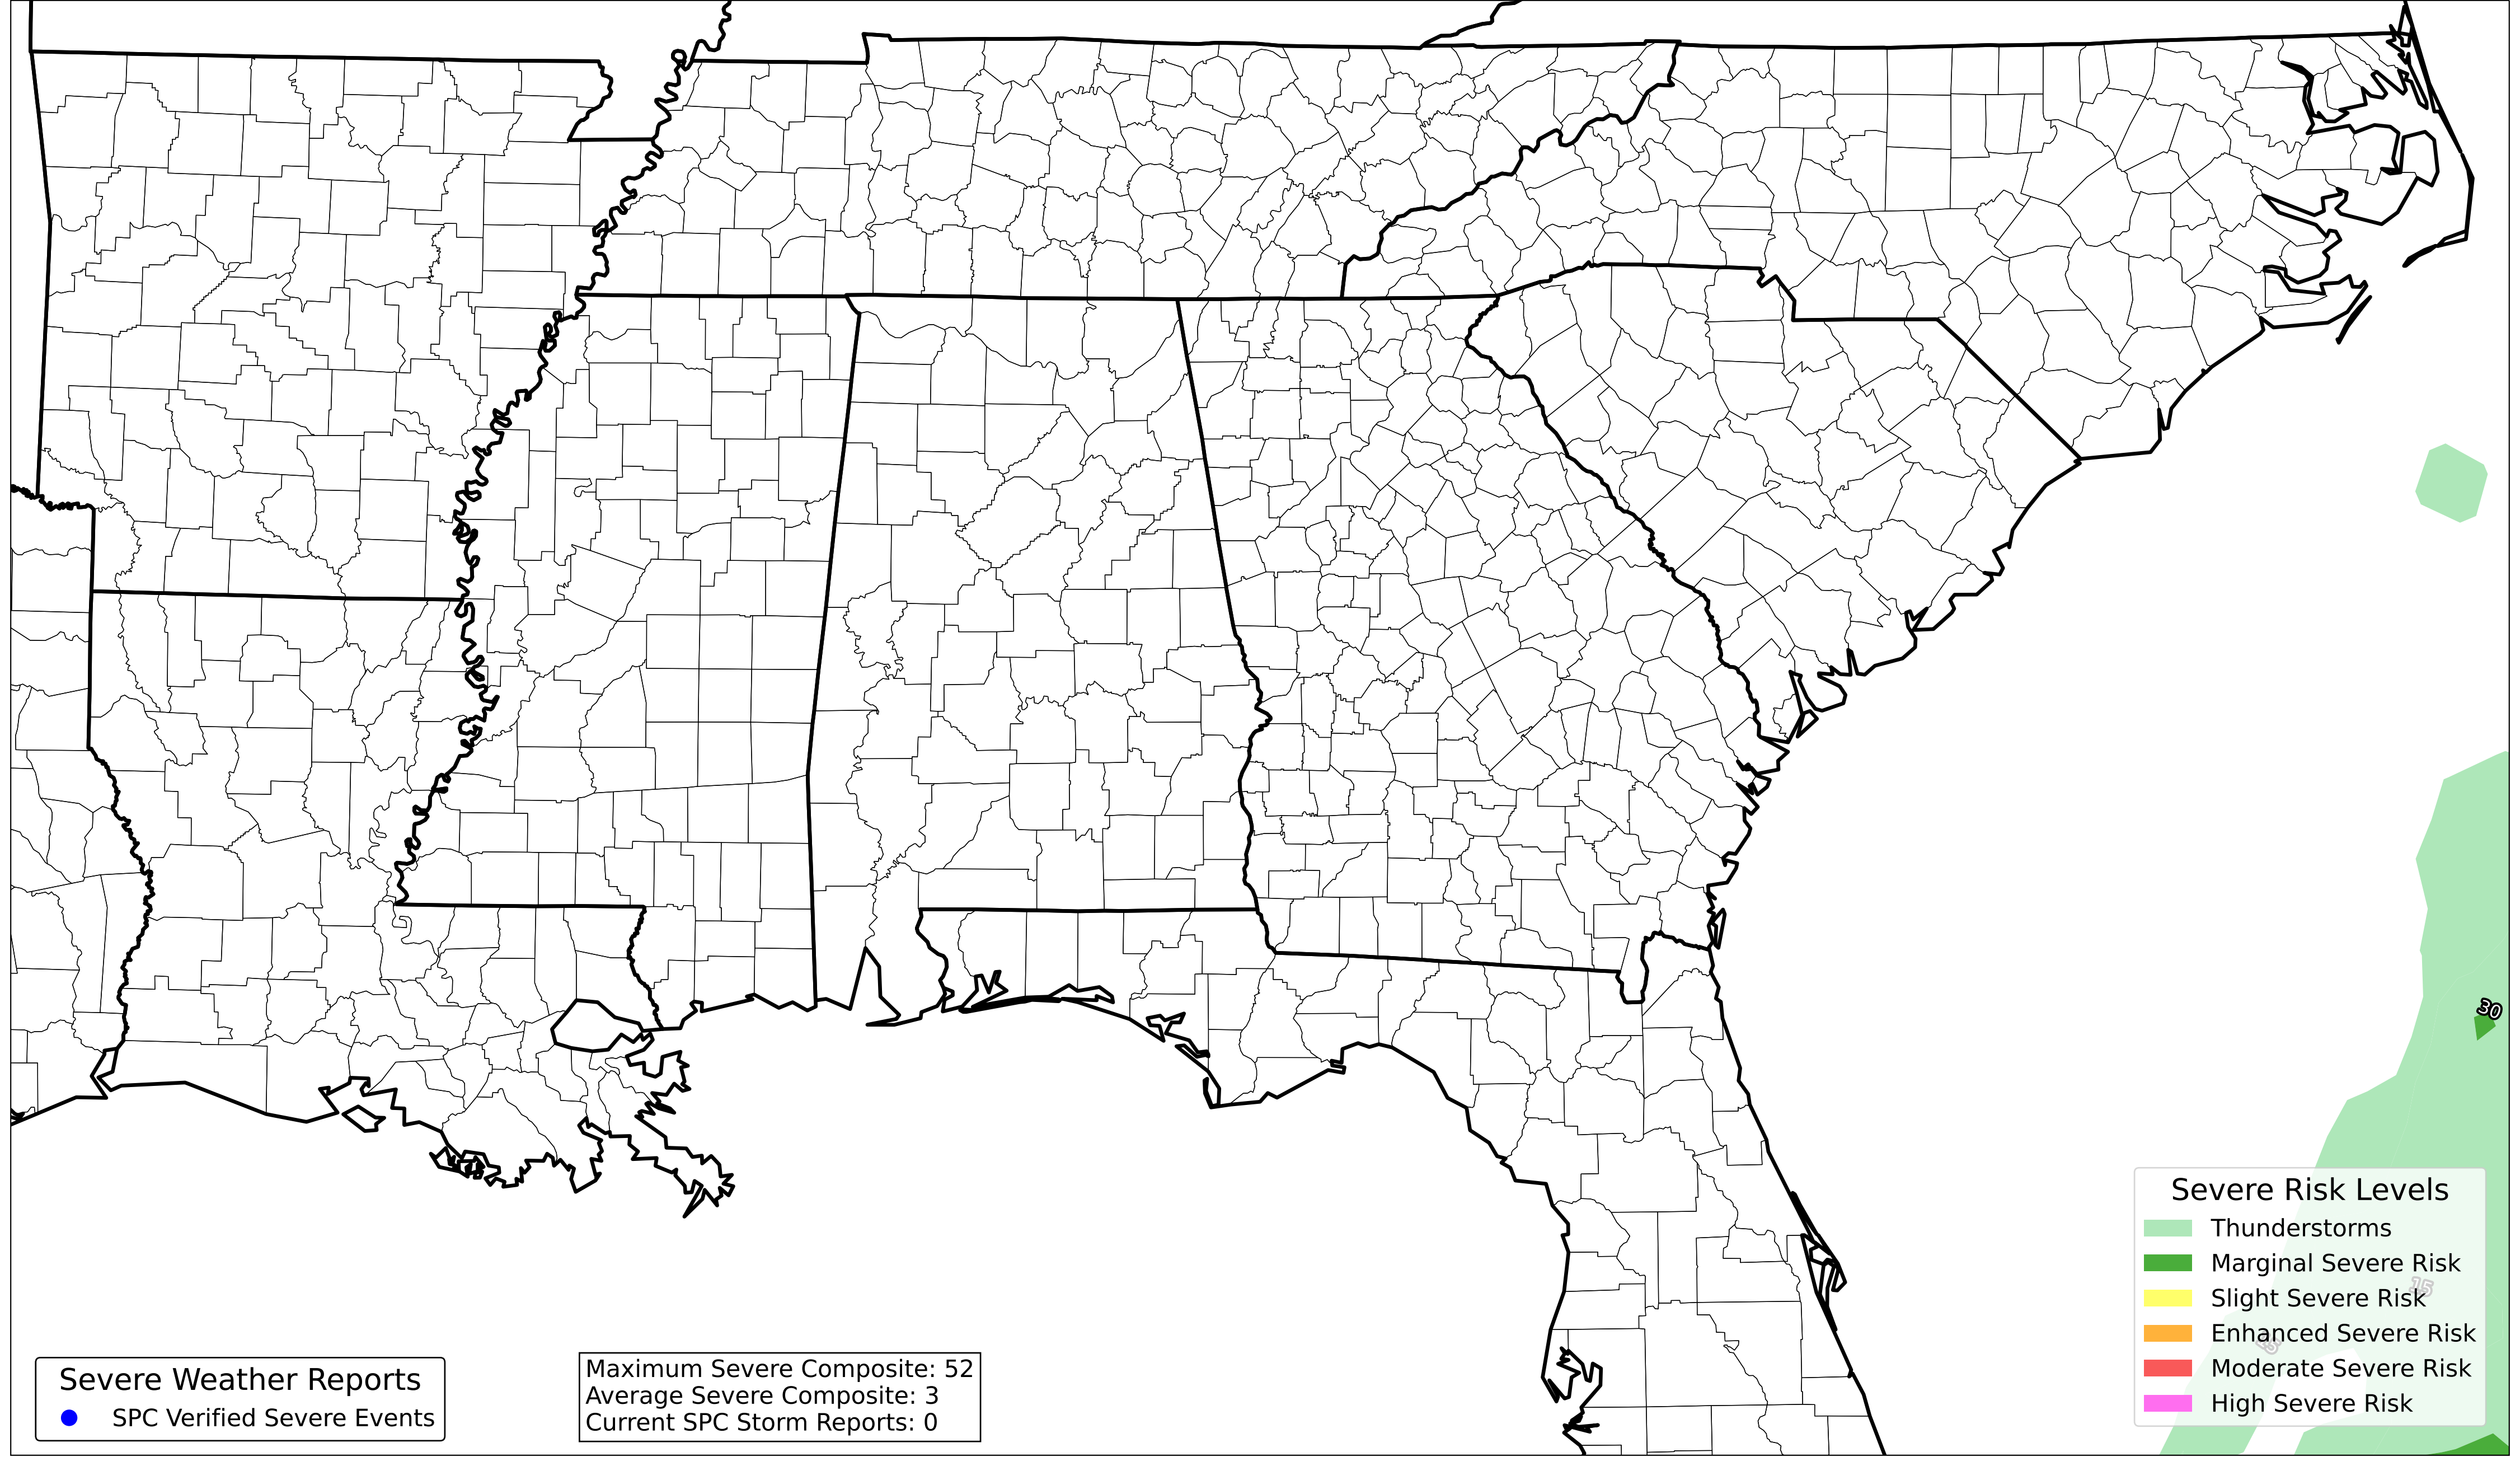 30
Severe Risk Levels
Thunderstorms
Marginal Severe Risk
15
Slight Severe Risk
Enhanced Severe Risk
Moderate Severe Risk
High Severe Risk
Severe Weather Reports
SPC Verified Severe Events
Maximum Severe Composite: 52
Average Severe Composite: 3
Current SPC Storm Reports: 0